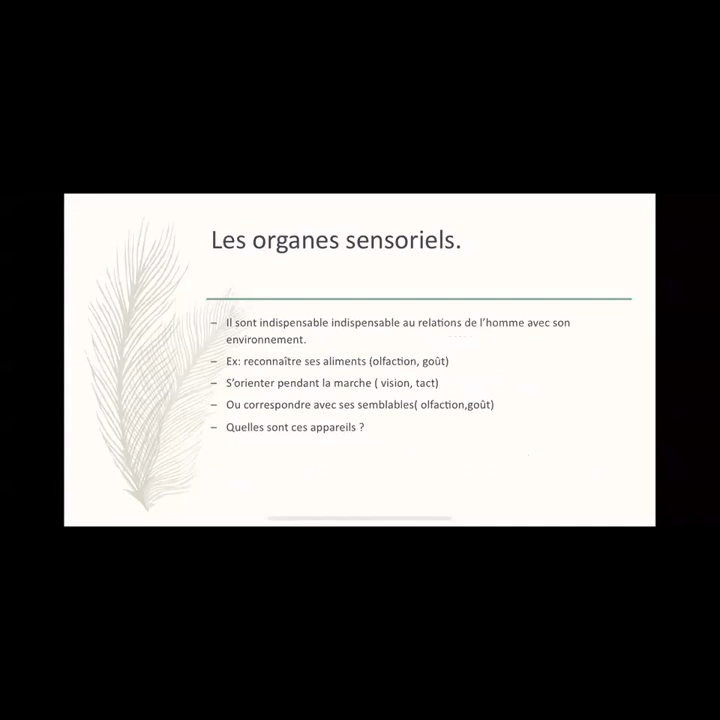 Les organes sensoriels.
– Il sont indispensable indispensable au relations de l'homme avec son
environnement.
– Ex: reconnaître ses aliments (olfaction, goût)
– S'orienter pendant la marche ( vision, tact)
– Ou correspondre avec ses semblables( olfaction,goût)
– Quelles sont ces appareils ?